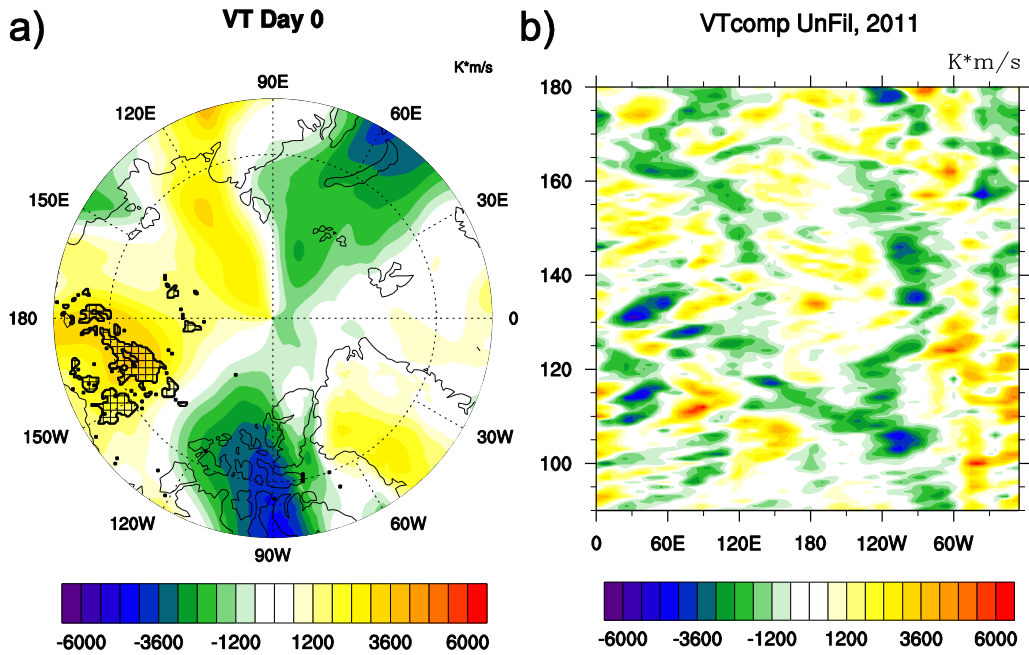 a)
VT Day 0
K*m/s
90E
120E
60E
150E
30E
180
0
150W
30W
120W
60W
90W
-6000 -3600 -1200 1200 3600 6000
b)
VTcomp UnFil, 2011
K*m/s
180
160
140
120
100
0 60E 120E 180E 120W 60W
-6000 -3600 -1200 1200 3600 6000